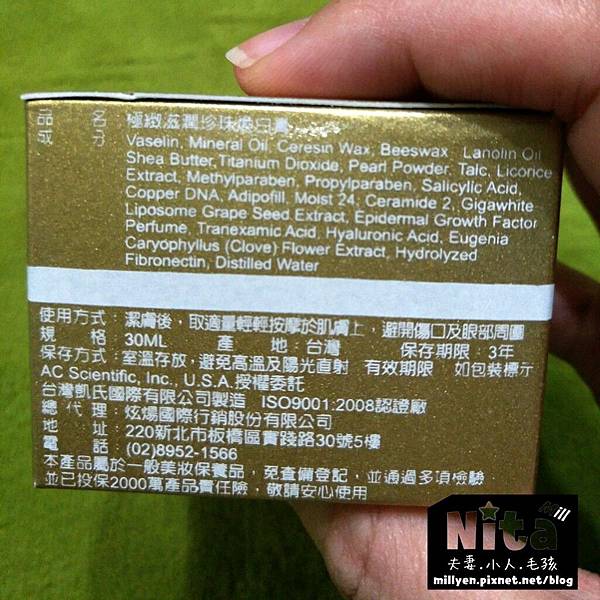 品　　名 極緻滋潤珍珠煥白膏
成　　分 Vaselin, Mineral Oil, Ceresin Wax, Beeswax Lanolin Oil
Shea Butter,Titanium Dioxide, Pearl Powder, Talc, Licorice
Extract, Methylparaben, Propylparaben, Salicylic Acid,
Copper DNA, Adipofill, Moist 24, Ceramide 2, Gigawhite
Liposome Grape Seed Extract, Epidermal Growth Factor
Perfume, Tranexamic Acid, Hyaluronic Acid, Eugenia
Caryophyllus (Clove) Flower Extract, Hydrolyzed
Fibronectin, Distilled Water
使用方式：潔膚後，取適量輕輕按摩於肌膚上，避開傷口及眼部周圍
規　　格：30ML　　產　　地：台灣　　保存期限：3年
保存方式：室溫存放，避免高溫及陽光直射　有效期限　如包裝標示
AC Scientific, Inc., U.S.A.授權委託
台灣凱氏國際有限公司製造　ISO9001:2008認證廠
總 代 理：炫煬國際行銷股份有限公司
地　　址：220新北市板橋區實踐路30號5樓
電　　話：(02)8952-1566
本產品屬於一般美妝保養品，免查備登記，並通過多項檢驗
並已投保2000萬產品責任險，敬請安心使用
Nita
Mill
夫妻.小人.毛孩
millyen.pixnet.net/blog